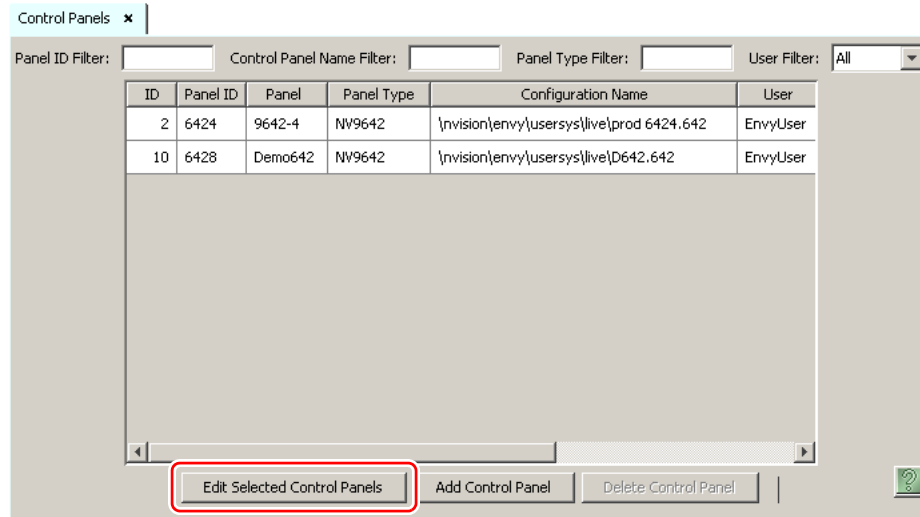 Control Panels ×
Panel ID Filter: Control Panel Name Filter: Panel Type Filter: User Filter: All
ID Panel ID Panel Panel Type Configuration Name User
2 6424 9642-4 NV9642 \nvision\envy\usersys\live\prod 6424.642 EnvyUser
10 6428 Demo642 NV9642 \nvision\envy\usersys\live\D642.642 EnvyUser
Edit Selected Control Panels Add Control Panel Delete Control Panel ?